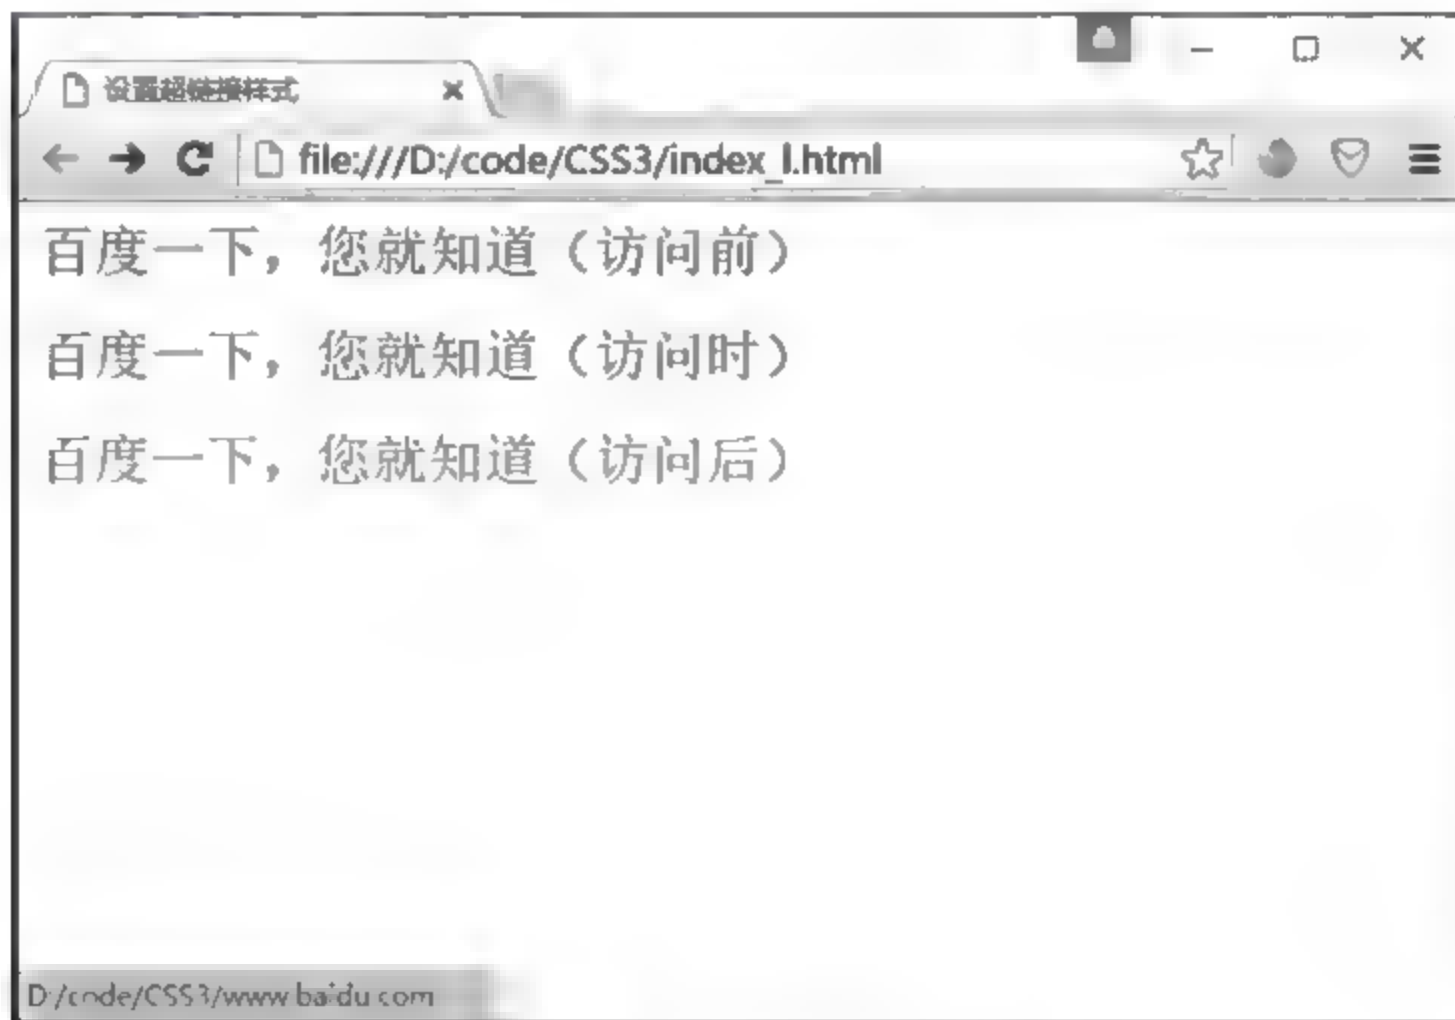 设置超链接样式
file:///D:/code/CSS3/index_l.html
百度一下，您就知道（访问前）
百度一下，您就知道（访问时）
百度一下，您就知道（访问后）
D:/code/CSS3/www.baidu.com